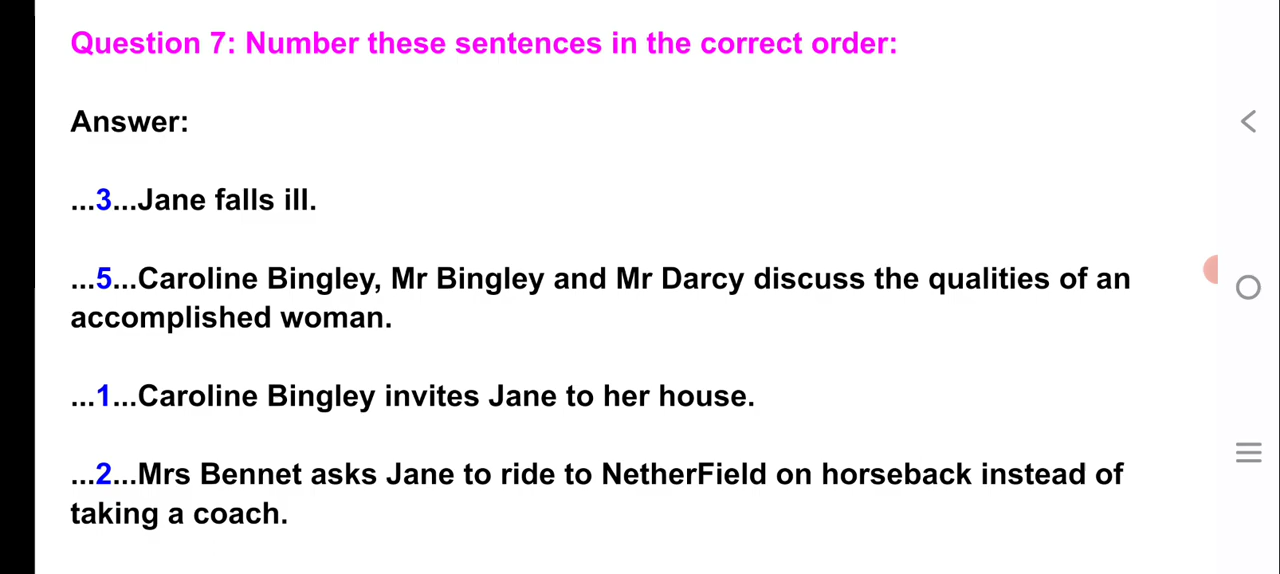 Question 7: Number these sentences in the correct order:
Answer:
...3...Jane falls ill.
...5...Caroline Bingley, Mr Bingley and Mr Darcy discuss the qualities of an
accomplished woman.
...1...Caroline Bingley invites Jane to her house.
...2...Mrs Bennet asks Jane to ride to NetherField on horseback instead of
taking a coach.